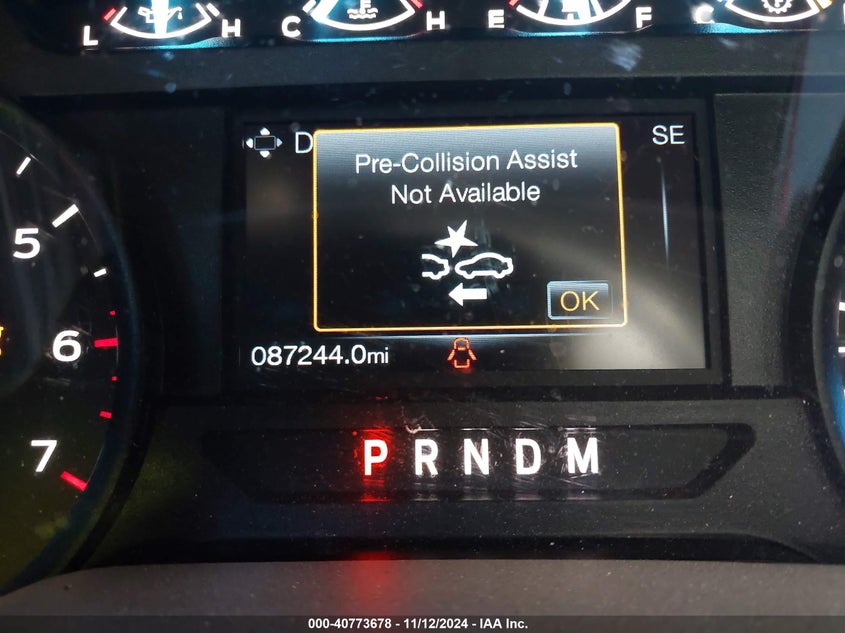 L H C H E F C
D SE
Pre-Collision Assist
Not Available
OK
5
6
7
087244.0mi
P R N D M
000-40773678 - 11/12/2024 - IAA Inc.